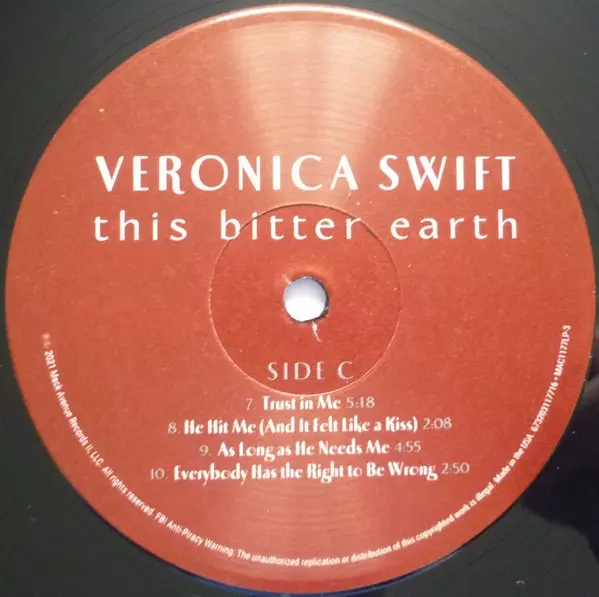 VERONICA SWIFT
this bitter earth
SIDE C
7. Trust in Me 5:18
8. He Hit Me (And It Felt Like a Kiss) 2:08
9. As Long as He Needs Me 4:55
10. Everybody Has the Right to Be Wrong 2:50
℗ © 2021 Mack Avenue Records II, LLC. All rights reserved. FBI Anti-Piracy Warning: The unauthorized replication or distribution of this copyrighted work is illegal. Made in the USA. 673203117716 • MAC1177LP-3